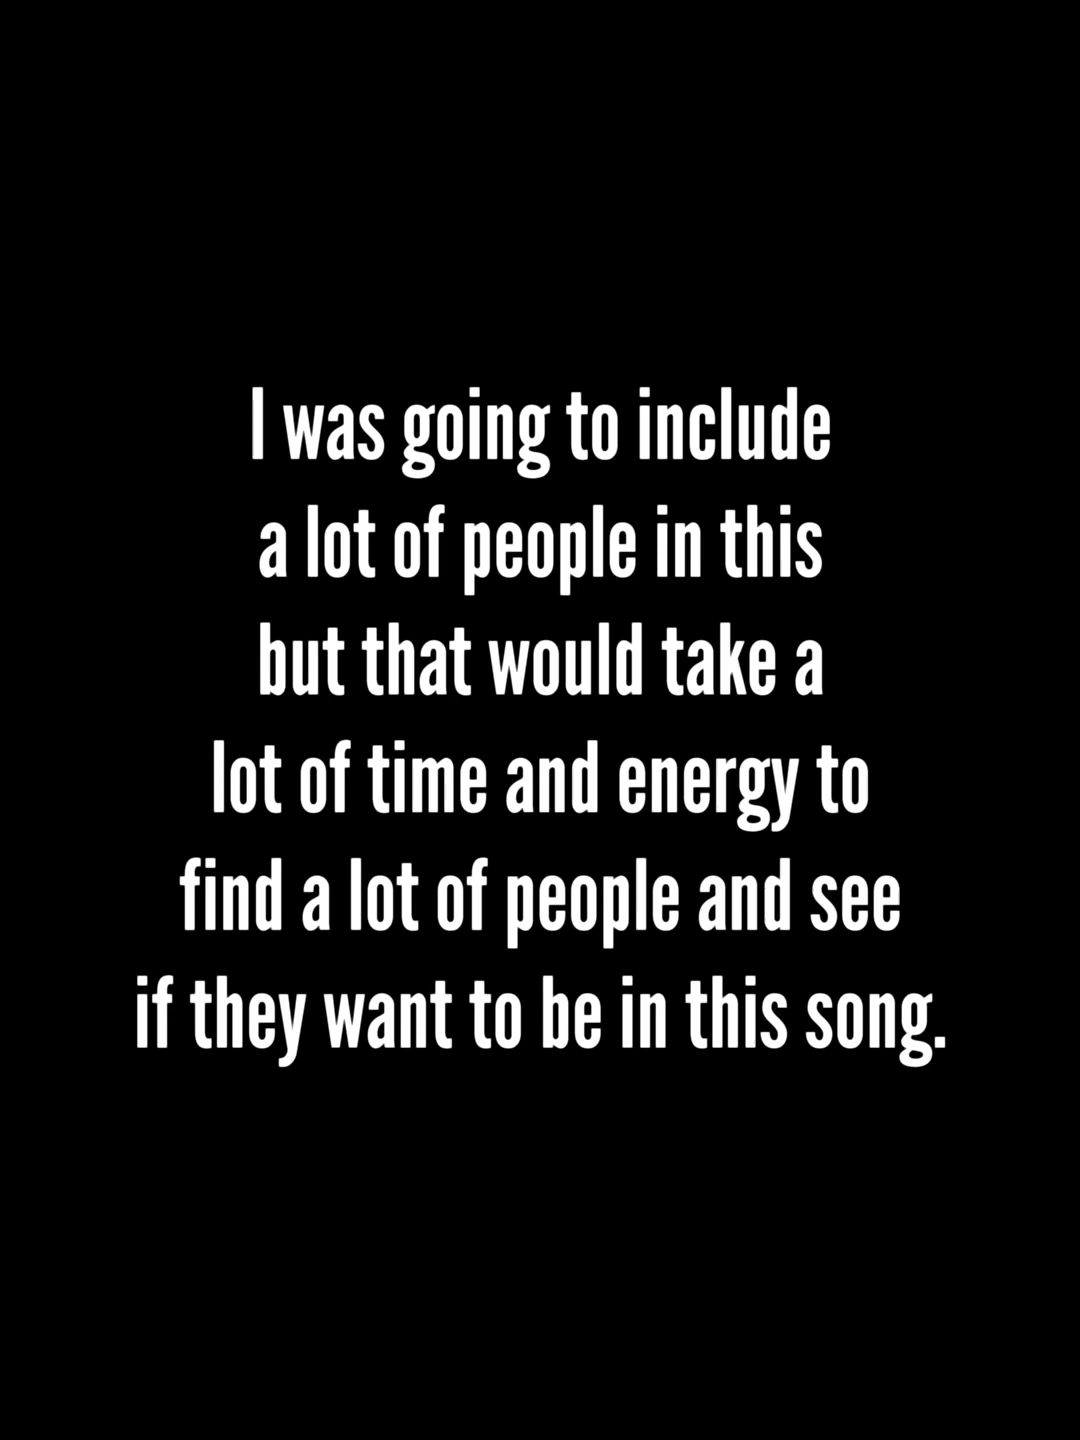 I was going to include
a lot of people in this
but that would take a
lot of time and energy to
find a lot of people and see
if they want to be in this song.